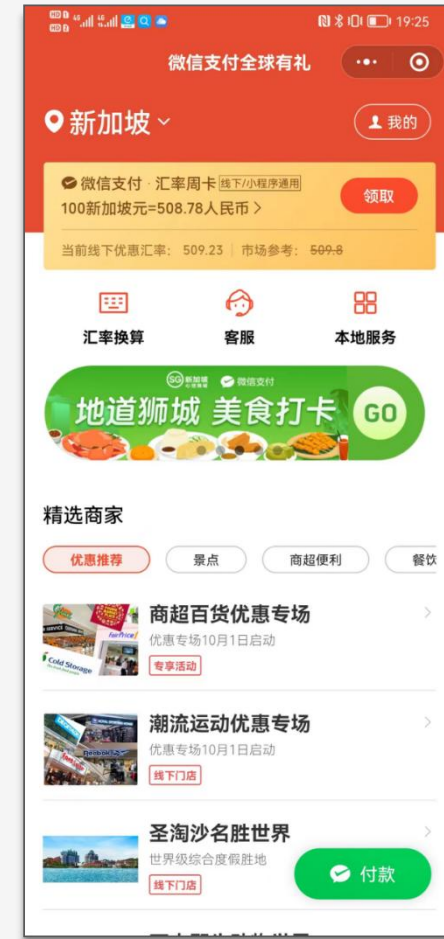 19:25
微信支付全球有礼
新加坡
我的
微信支付·汇率周卡 线下/小程序通用
100新加坡元=508.78人民币
领取
当前线下优惠汇率： 509.23 | 市场参考： 509.8
汇率换算 客服 本地服务
SG 新加坡 微信支付
地道狮城 美食打卡 GO
精选商家
优惠推荐 景点 商超便利 餐饮
商超百货优惠专场
优惠专场10月1日启动
Cold Storage
专享活动
潮流运动优惠专场
优惠专场10月1日启动
线下门店
圣淘沙名胜世界
世界级综合度假胜地
线下门店
付款